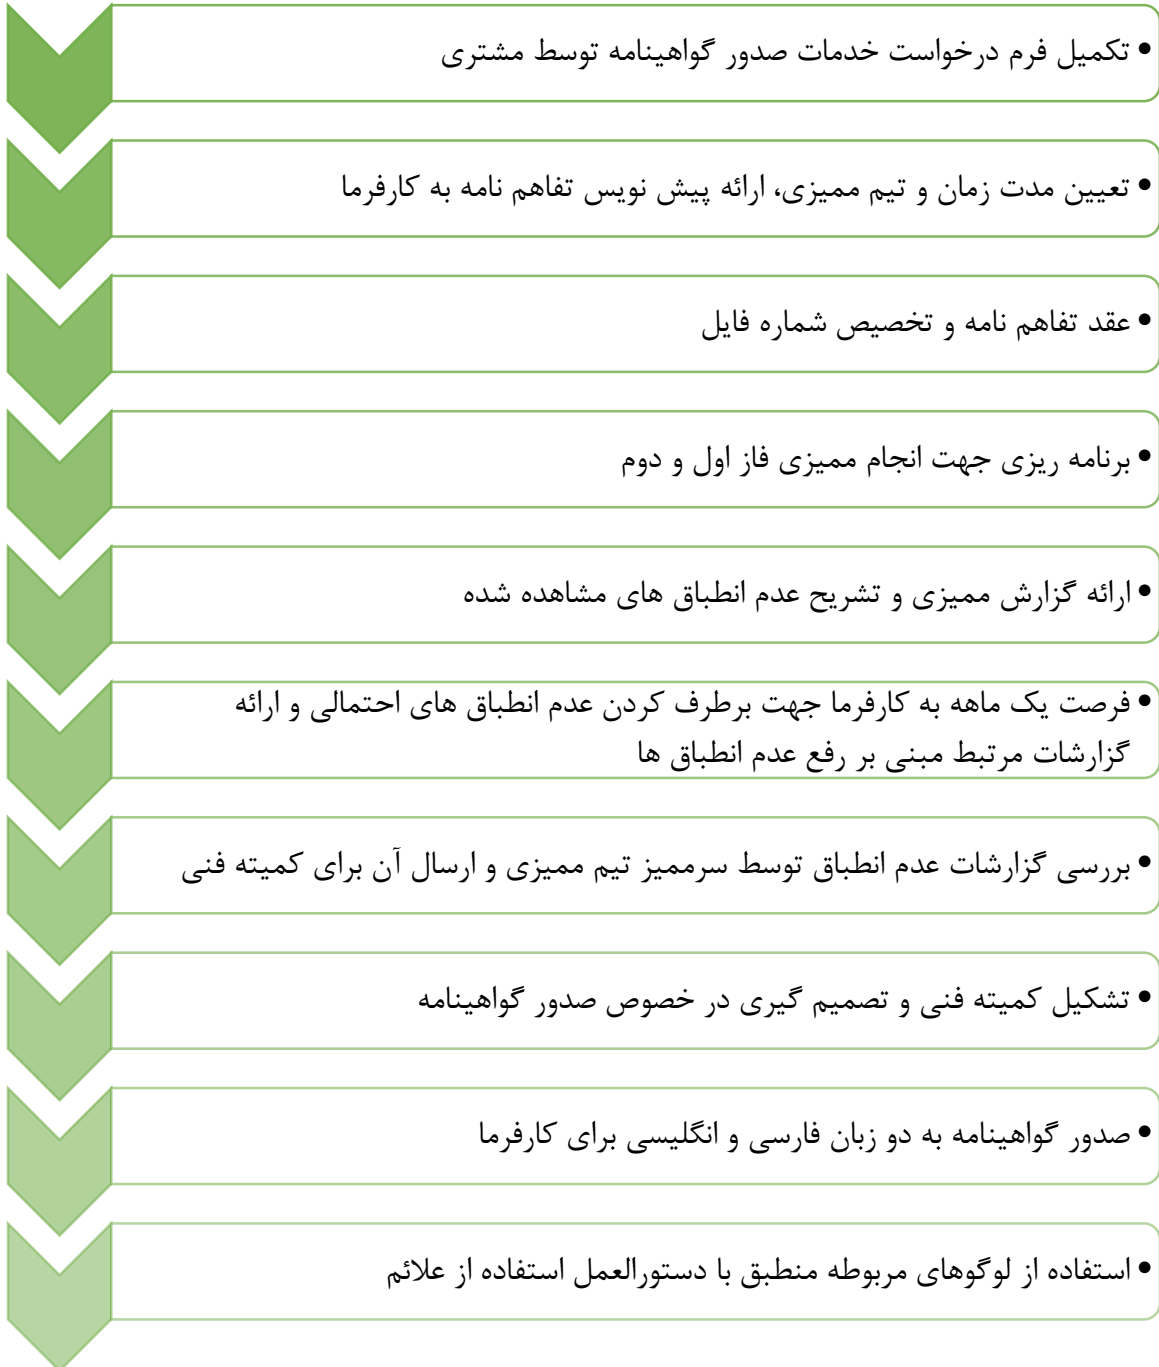 • تکمیل فرم درخواست خدمات صدور گواهینامه توسط مشتری
• تعیین مدت زمان و تیم ممیزی، ارائه پیش نویس تفاهم نامه به کارفرما
• عقد تفاهم نامه و تخصیص شماره فایل
• برنامه ریزی جهت انجام ممیزی فاز اول و دوم
• ارائه گزارش ممیزی و تشریح عدم انطباق های مشاهده شده
• فرصت یک ماهه به کارفرما جهت برطرف کردن عدم انطباق های احتمالی و ارائه
گزارشات مرتبط مبنی بر رفع عدم انطباق ها
• بررسی گزارشات عدم انطباق توسط سرممیز تیم ممیزی و ارسال آن برای کمیته فنی
• تشکیل کمیته فنی و تصمیم گیری در خصوص صدور گواهینامه
• صدور گواهینامه به دو زبان فارسی و انگلیسی برای کارفرما
• استفاده از لوگوهای مربوطه منطبق با دستورالعمل استفاده از علائم